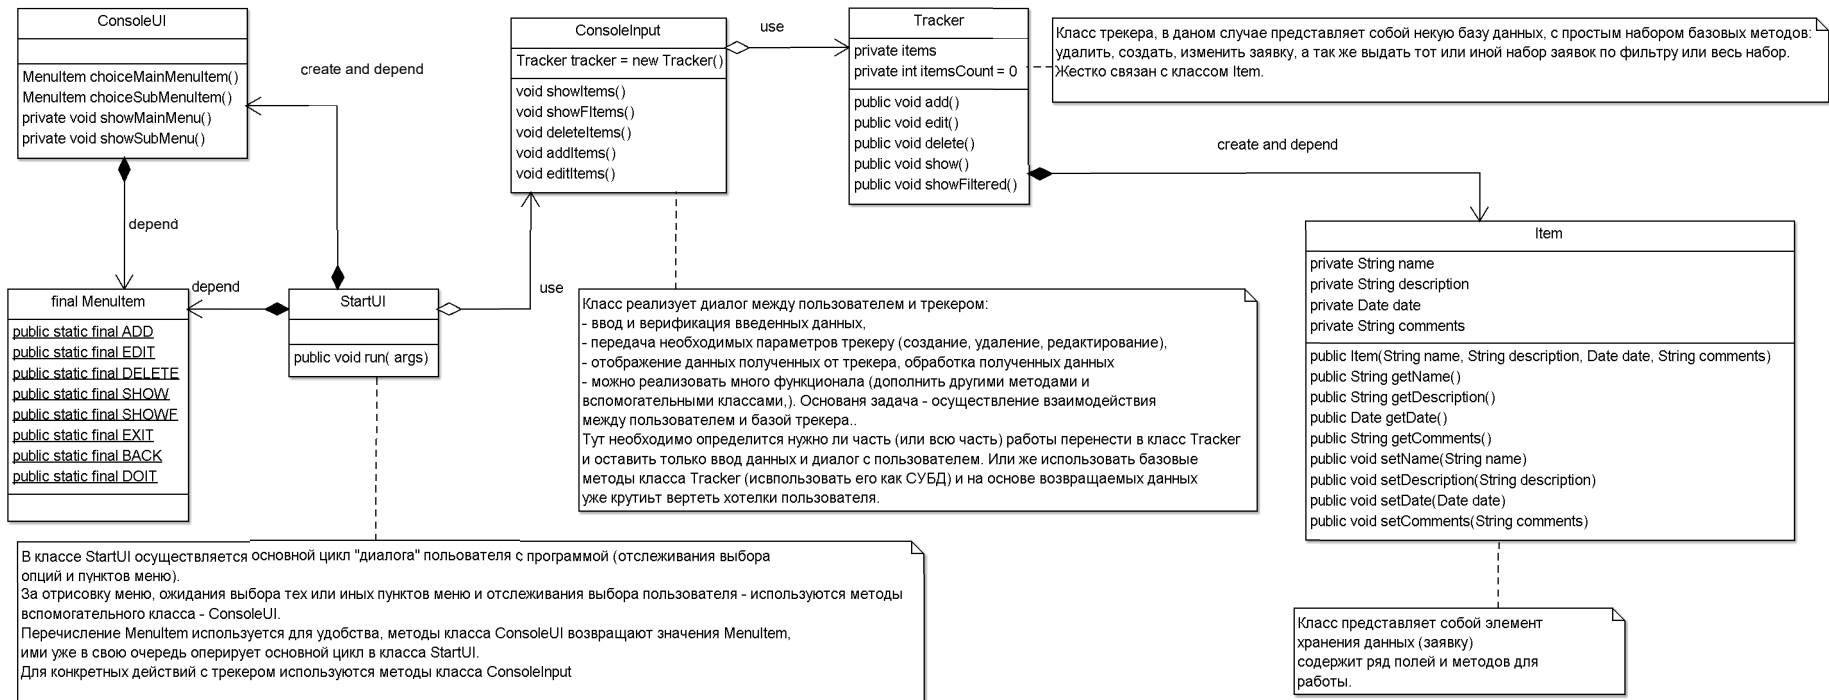 ConsoleUI
MenuItem choiceMainMenuItem()
MenuItem choiceSubMenuItem()
private void showMainMenu()
private void showSubMenu()
create and depend
depend
final MenuItem
public static final ADD
public static final EDIT
public static final DELETE
public static final SHOW
public static final SHOWF
public static final EXIT
public static final BACK
public static final DOIT
depend
StartUI
public void run( args)
use
ConsoleInput
Tracker tracker = new Tracker()
void showItems()
void showFItems()
void deleteItems()
void addItems()
void editItems()
use
Tracker
private items
private int itemsCount = 0
public void add()
public void edit()
public void delete()
public void show()
public void showFiltered()
Класс трекера, в даном случае представляет собой некую базу данных, с простым набором базовых методов:
удалить, создать, изменить заявку, а так же выдать тот или иной набор заявок по фильтру или весь набор.
Жестко связан с классом Item.
create and depend
Item
private String name
private String description
private Date date
private String comments
public Item(String name, String description, Date date, String comments)
public String getName()
public String getDescription()
public Date getDate()
public String getComments()
public void setName(String name)
public void setDescription(String description)
public void setDate(Date date)
public void setComments(String comments)
Класс реализует диалог между пользователем и трекером:
- ввод и верификация введенных данных,
- передача необходимых параметров трекеру (создание, удаление, редактирование),
- отображение данных полученных от трекера, обработка полученных данных
- можно реализовать много функционала (дополнить другими методами и
вспомогательными классами,). Основаня задача - осуществление взаимодействия
между пользователем и базой трекера..
Тут необходимо определится нужно ли часть (или всю часть) работы перенести в класс Tracker
и оставить только ввод данных и диалог с пользователем. Или же использовать базовые
методы класса Tracker (исвпользовать его как СУБД) и на основе возвращаемых данных
уже крутиьт вертеть хотелки пользователя.
В классе StartUI осуществляется основной цикл "диалога" польователя с программой (отслеживания выбора
опций и пунктов меню).
За отрисовку меню, ожидания выбора тех или иных пунктов меню и отслеживания выбора пользователя - используются методы
вспомогательного класса - ConsoleUI.
Перечисление MenuItem используется для удобства, методы класса ConsoleUI возвращают значения MenuItem,
ими уже в свою очередь оперирует основной цикл в класса StartUI.
Для конкретных действий с трекером используются методы класса ConsoleInput
Класс представляет собой элемент
хранения данных (заявку)
содержит ряд полей и методов для
работы.